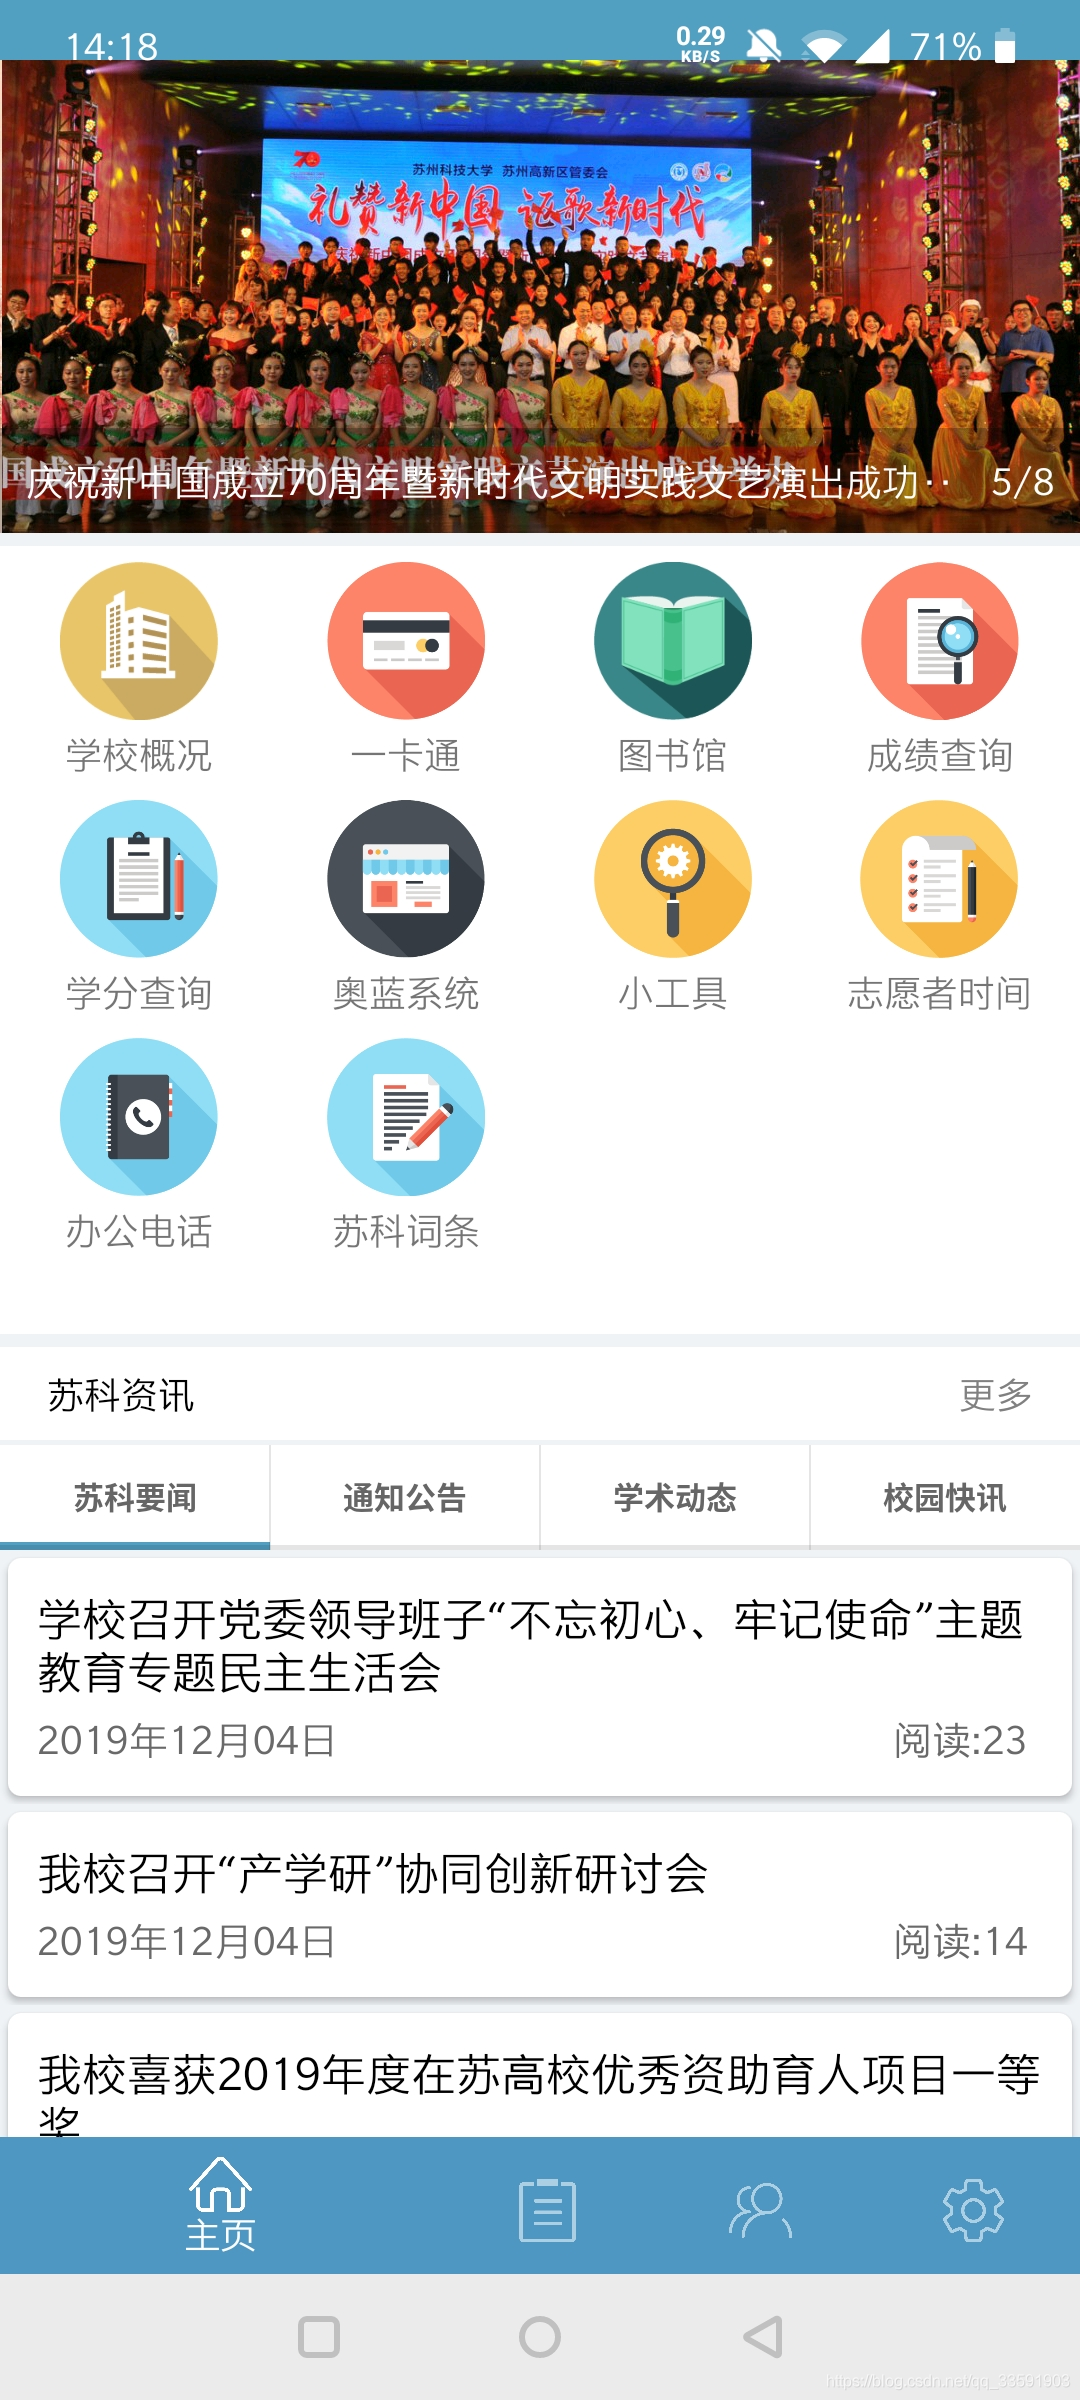 14:18
0.29
KB/S
71%
70
苏州科技大学 苏州高新区管委会
礼赞新中国 讴歌新时代
庆祝新中国成立70周年暨新时代文明实践文艺演出成功··
5/8
学校概况
一卡通
图书馆
成绩查询
学分查询
奥蓝系统
小工具
志愿者时间
办公电话
苏科词条
苏科资讯
更多
苏科要闻
通知公告
学术动态
校园快讯
学校召开党委领导班子“不忘初心、牢记使命”主题
教育专题民主生活会
2019年12月04日
阅读:23
我校召开“产学研”协同创新研讨会
2019年12月04日
阅读:14
我校喜获2019年度在苏高校优秀资助育人项目一等
奖
主页
https://blog.csdn.net/qq_33591903